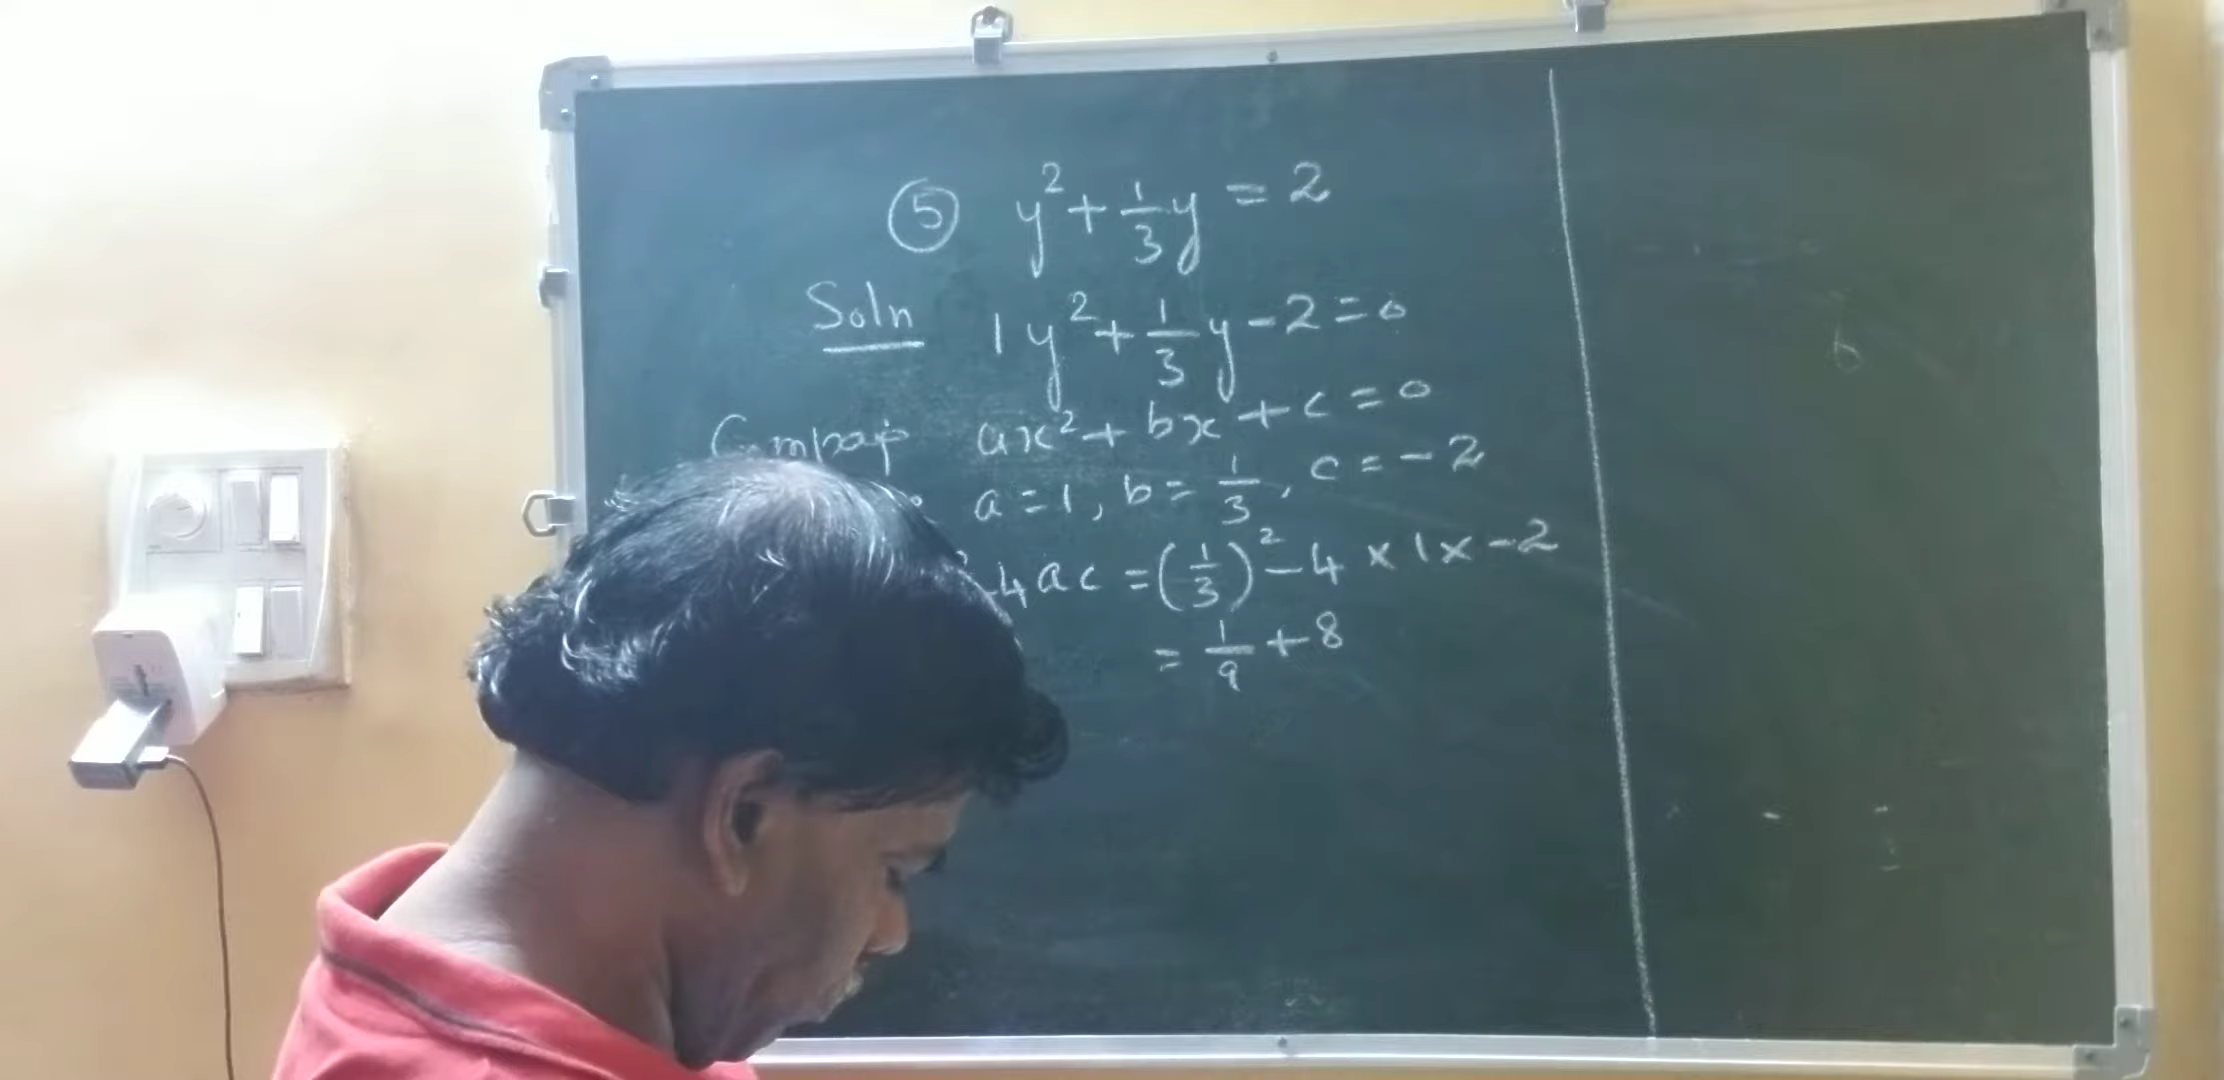 ⑤ y² + 1/3 y = 2
Soln 1y² + 1/3 y - 2 = 0
ax² + bx + c = 0
a = 1, b = 1/3, c = -2
-4ac = (1/3)² - 4 × 1 × -2
= 1/9 + 8